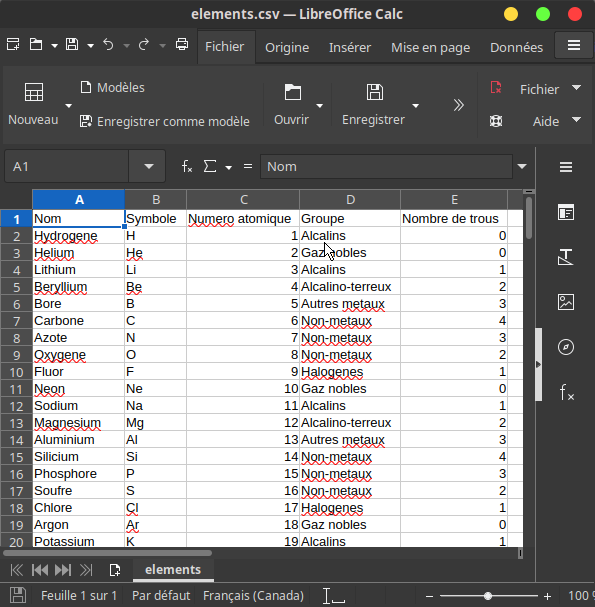 elements.csv — LibreOffice Calc
Fichier Origine Insérer Mise en page Données
Nouveau Modèles Enregistrer comme modèle Ouvrir Enregistrer Fichier Aide
A1 fx Σ = Nom
A B C D E
1 Nom Symbole Numero atomique Groupe Nombre de trous
2 Hydrogene H 1 Alcalins 0
3 Helium He 2 Gaz nobles 0
4 Lithium Li 3 Alcalins 1
5 Beryllium Be 4 Alcalino-terreux 2
6 Bore B 5 Autres metaux 3
7 Carbone C 6 Non-metaux 4
8 Azote N 7 Non-metaux 3
9 Oxygene O 8 Non-metaux 2
10 Fluor F 9 Halogenes 1
11 Neon Ne 10 Gaz nobles 0
12 Sodium Na 11 Alcalins 1
13 Magnesium Mg 12 Alcalino-terreux 2
14 Aluminium Al 13 Autres metaux 3
15 Silicium Si 14 Non-metaux 4
16 Phosphore P 15 Non-metaux 3
17 Soufre S 16 Non-metaux 2
18 Chlore Cl 17 Halogenes 1
19 Argon Ar 18 Gaz nobles 0
20 Potassium K 19 Alcalins 1
elements
Feuille 1 sur 1 Par défaut Français (Canada) 100 %